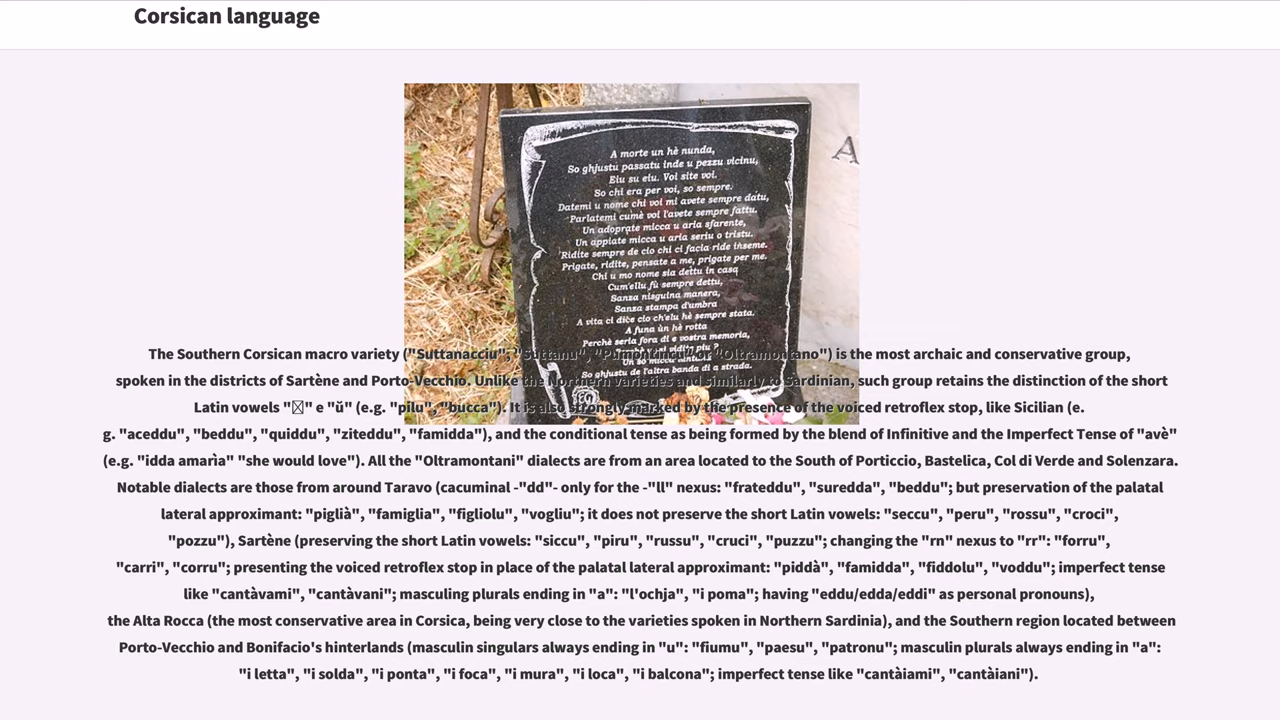 Corsican language
A morte un hè nunda,
So ghjustu passatu inde u pezzu vicinu,
Eiu su eiu. Voi site voi.
So chi era per voi, so sempre.
Datemi u nome chi voi mi avete sempre datu,
Parlatemi cumè voi l'avete sempre fattu.
Un adoprate micca u aria sfarente,
Un appiate micca u aria seriu o tristu.
Ridite sempre de cio chi ci facia ride inseme.
Prigate, ridite, pensate a me, prigate per me.
Chi u mo nome sia dettu in casa
Cum'ellu fù sempre dettu,
Sanza nisguina manera,
Sanza stampa d'umbra
A vita ci dice cio ch'elu hè sempre stata.
A funa ùn hè rotta
Perchè seria fora di e vostra memoria,
So ghjustu de l'altra banda di a strada.
A
The Southern Corsican macro variety ("Suttanacciu", "Suttanu", "Pumontincu" or "Oltramontano") is the most archaic and conservative group,
spoken in the districts of Sartène and Porto-Vecchio. Unlike the Northern varieties and similarly to Sardinian, such group retains the distinction of the short
Latin vowels "" e "ŭ" (e.g. "pilu", "bucca"). It is also strongly marked by the presence of the voiced retroflex stop, like Sicilian (e.
g. "aceddu", "beddu", "quiddu", "ziteddu", "famidda"), and the conditional tense as being formed by the blend of Infinitive and the Imperfect Tense of "avè"
(e.g. "idda amarìa" "she would love"). All the "Oltramontani" dialects are from an area located to the South of Porticcio, Bastelica, Col di Verde and Solenzara.
Notable dialects are those from around Taravo (cacuminal -"dd"- only for the -"ll" nexus: "frateddu", "suredda", "beddu"; but preservation of the palatal
lateral approximant: "piglià", "famiglia", "figliolu", "vogliu"; it does not preserve the short Latin vowels: "seccu", "peru", "rossu", "croci",
"pozzu"), Sartène (preserving the short Latin vowels: "siccu", "piru", "russu", "cruci", "puzzu"; changing the "rn" nexus to "rr": "forru",
"carri", "corru"; presenting the voiced retroflex stop in place of the palatal lateral approximant: "piddà", "famidda", "fiddolu", "voddu"; imperfect tense
like "cantàvami", "cantàvani"; masculing plurals ending in "a": "l'ochja", "i poma"; having "eddu/edda/eddi" as personal pronouns),
the Alta Rocca (the most conservative area in Corsica, being very close to the varieties spoken in Northern Sardinia), and the Southern region located between
Porto-Vecchio and Bonifacio's hinterlands (masculin singulars always ending in "u": "fiumu", "paesu", "patronu"; masculin plurals always ending in "a":
"i letta", "i solda", "i ponta", "i foca", "i mura", "i loca", "i balcona"; imperfect tense like "cantàiami", "cantàiani").